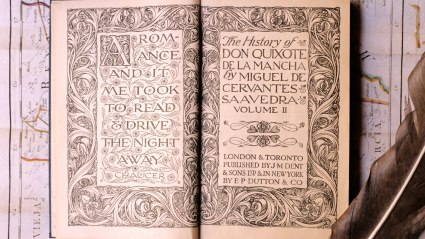 A ROM-
ANCE,
AND IT
ME TOOK
TO READ
& DRIVE
THE NIGHT
AWAY
CHAUCER
The History of
DON QUIXOTE
DE LA MANCHA
by MIGUEL DE
CERVANTES
SAAVEDRA
VOLUME II
LONDON & TORONTO
PUBLISHED BY J.M. DENT
& SONS LTD & IN NEW YORK
BY E.P. DUTTON & CO